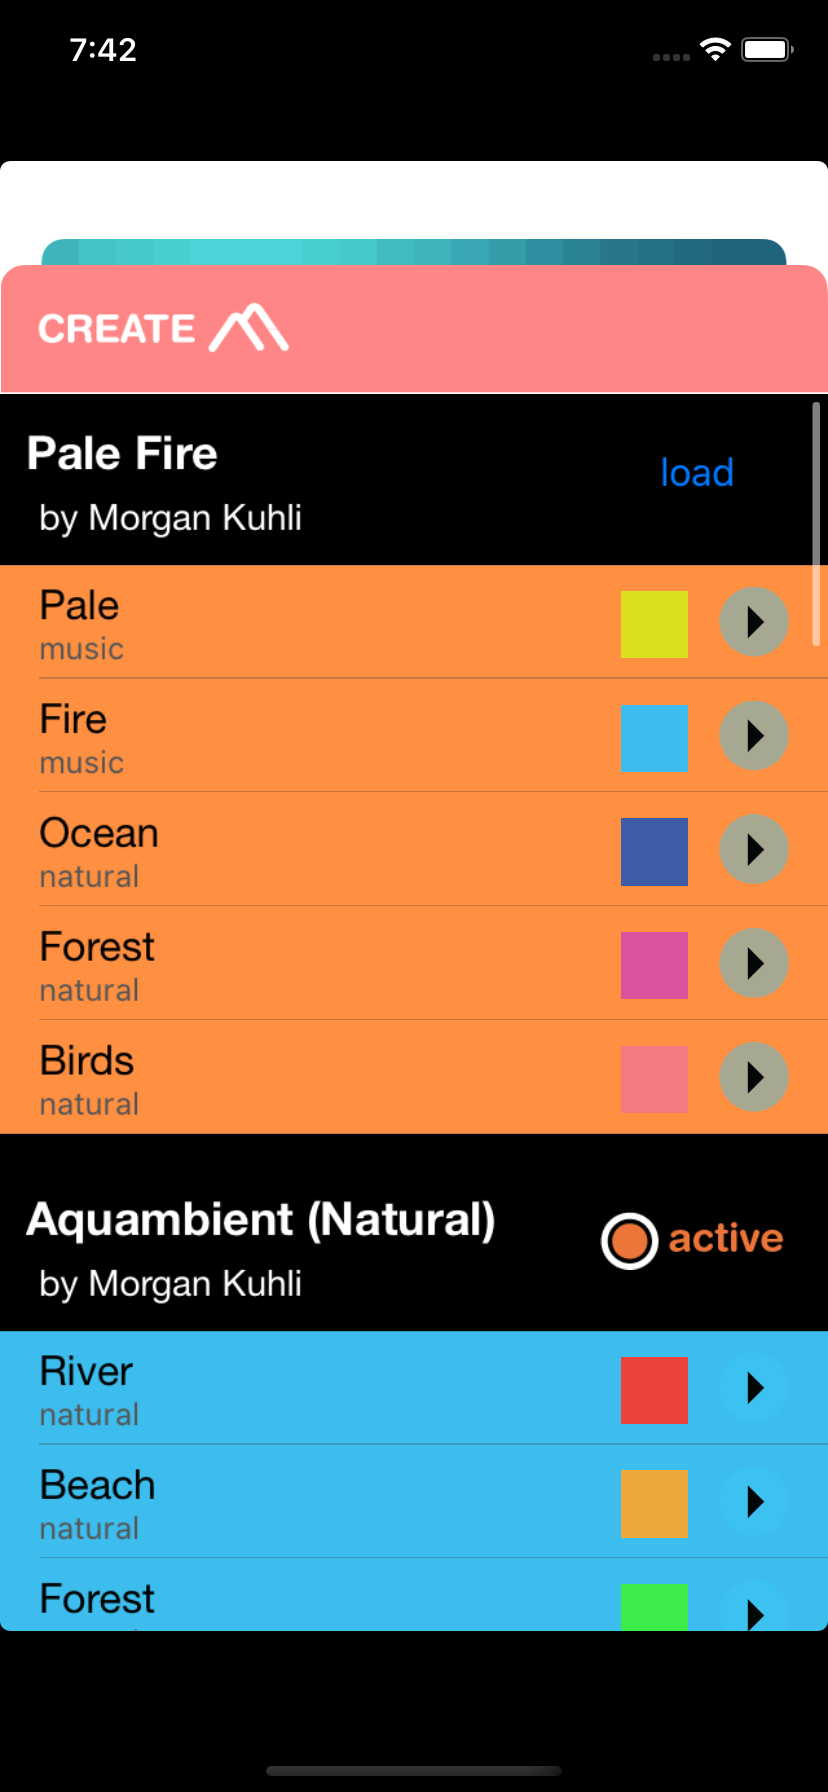 7:42
CREATE
Pale Fire
load
by Morgan Kuhli
Pale
music
Fire
music
Ocean
natural
Forest
natural
Birds
natural
Aquambient (Natural)
active
by Morgan Kuhli
River
natural
Beach
natural
Forest